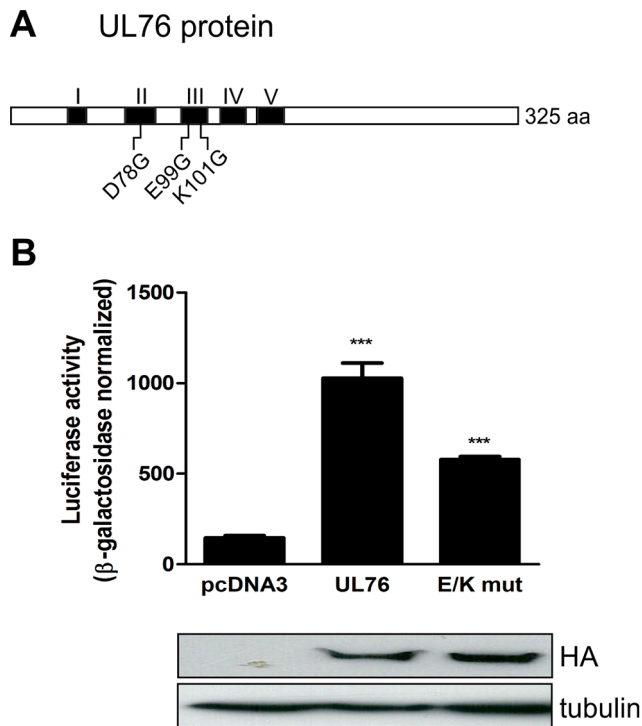 A UL76 protein
I II III IV V
325 aa
D78G E99G K101G
B
Luciferase activity
(β-galactosidase normalized)
1500
1000
500
0
***
***
pcDNA3 UL76 E/K mut
HA
tubulin